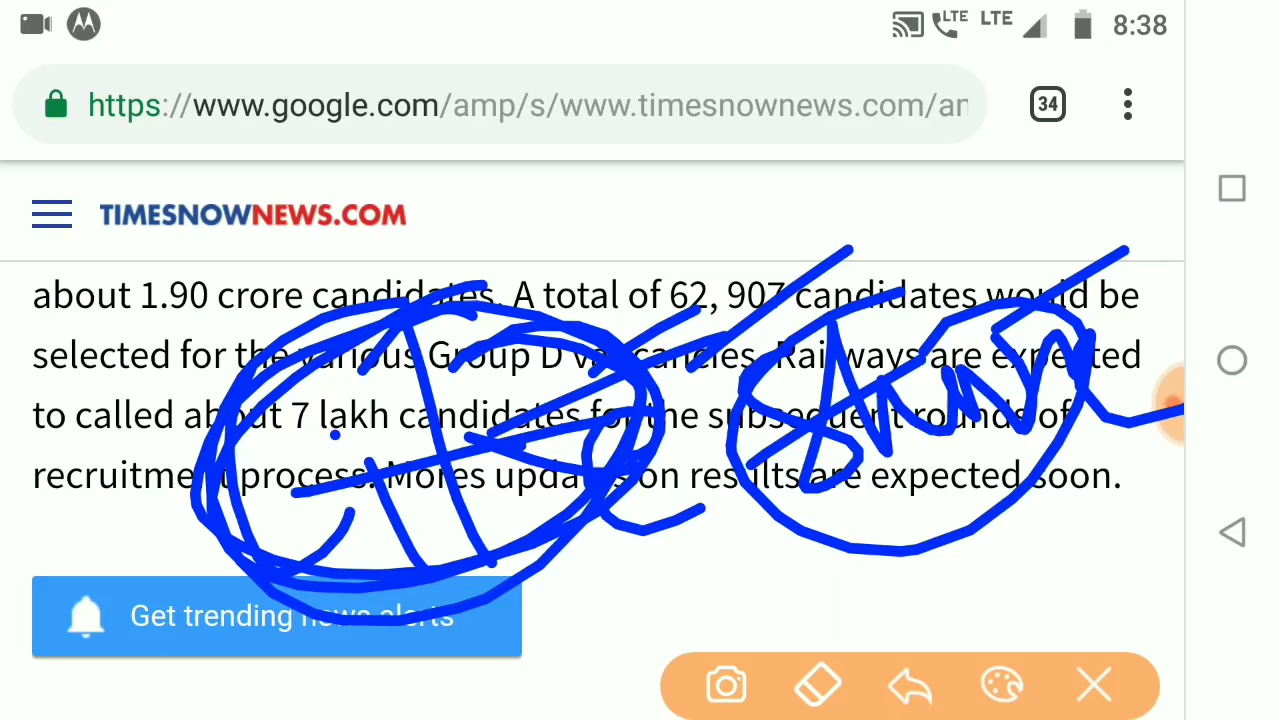 LTE LTE 8:38
https://www.google.com/amp/s/www.timesnownews.com/an
34
TIMESNOWNEWS.COM
about 1.90 crore candidates. A total of 62, 907 candidates would be
selected for the various Group D vacancies. Railways are expected
to called about 7 lakh candidates for the subsequent rounds of
recruitment process. Mores updates on results are expected soon.
Get trending news alerts